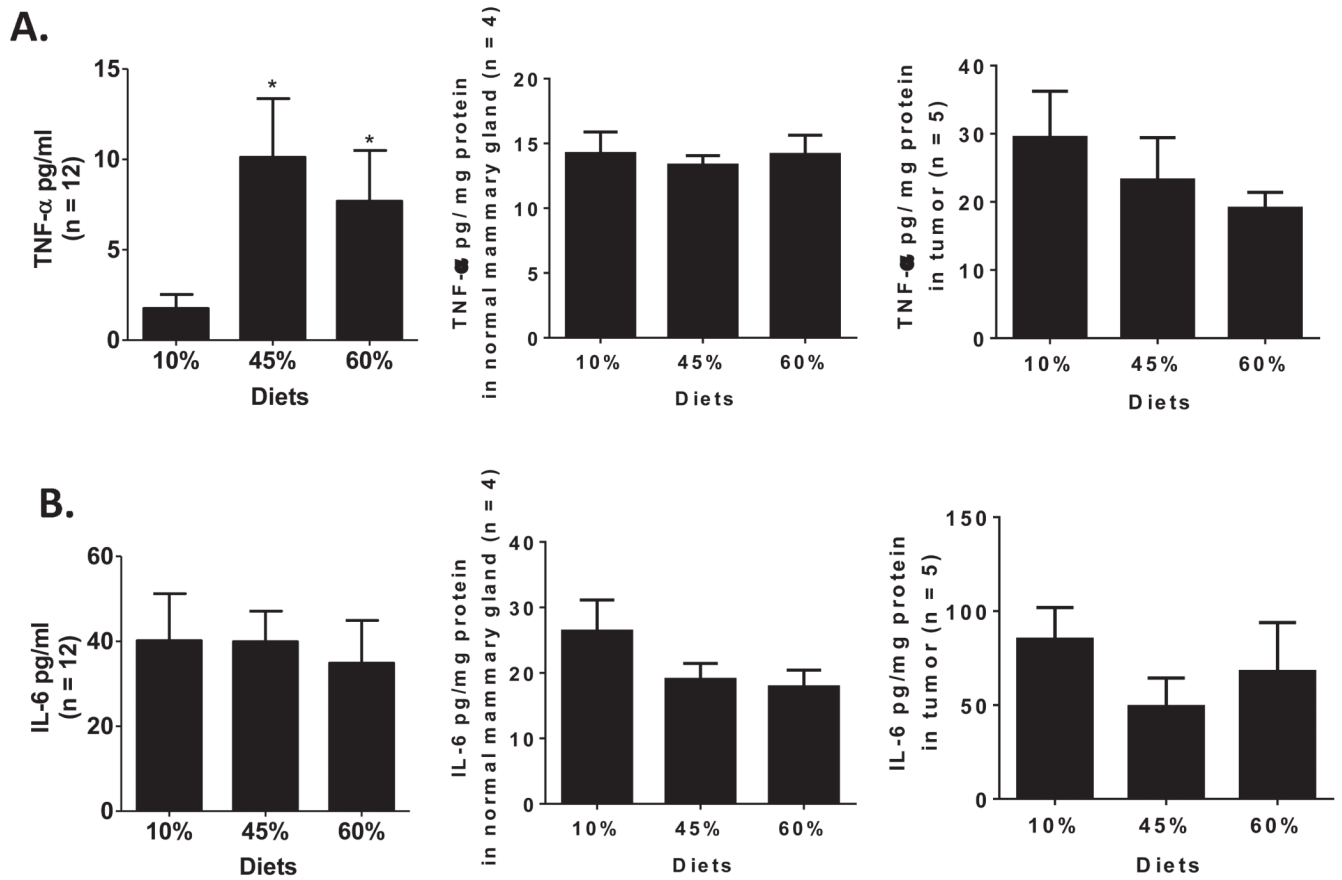 A.
TNF-α pg/ml
(n = 12)
15
10
5
0
*
*
10% 45% 60%
Diets
TNF-α pg/mg protein
in normal mammary gland (n = 4)
20
15
10
5
0
10% 45% 60%
Diets
TNF-α pg/mg protein
in tumor (n = 5)
40
30
20
10
0
10% 45% 60%
Diets
B.
IL-6 pg/ml
(n = 12)
60
40
20
0
10% 45% 60%
Diets
IL-6 pg/mg protein
in normal mammary gland (n = 4)
40
30
20
10
0
10% 45% 60%
Diets
IL-6 pg/mg protein
in tumor (n = 5)
150
100
50
0
10% 45% 60%
Diets